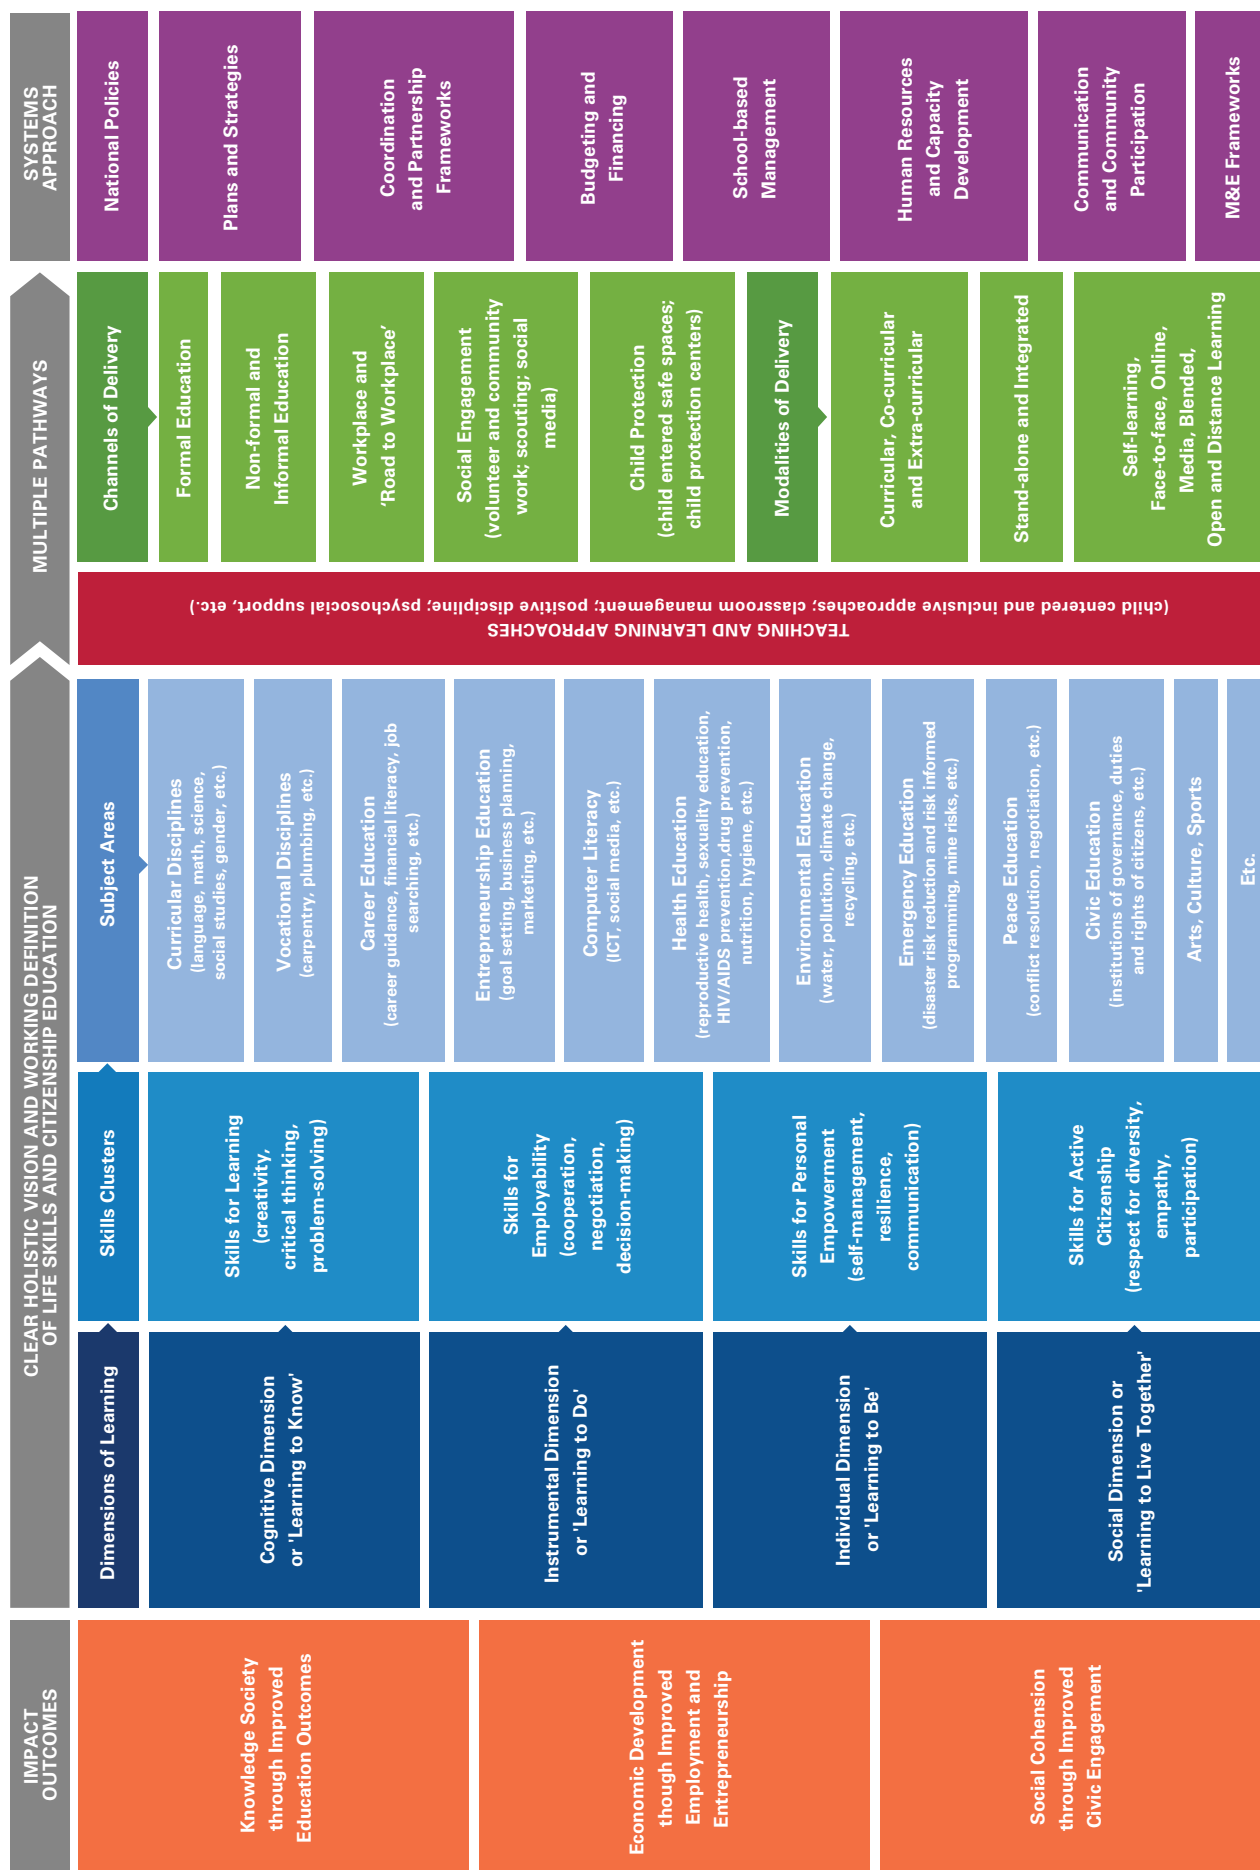 IMPACT
OUTCOMES
Knowledge Society
through Improved
Education Outcomes
Economic Development
though Improved
Employment and
Entrepreneurship
Social Cohension
through Improved
Civic Engagement
CLEAR HOLISTIC VISION AND WORKING DEFINITION
OF LIFE SKILLS AND CITIZENSHIP EDUCATION
Dimensions of Learning
Cognitive Dimension
or 'Learning to Know'
Instrumental Dimension
or 'Learning to Do'
Individual Dimension
or 'Learning to Be'
Social Dimension or
'Learning to Live Together'
Skills Clusters
Skills for Learning
(creativity,
critical thinking,
problem-solving)
Skills for
Employability
(cooperation,
negotiation,
decision-making)
Skills for Personal
Empowerment
(self-management,
resilience,
communication)
Skills for Active
Citizenship
(respect for diversity,
empathy,
participation)
Subject Areas
Curricular Disciplines
(language, math, science,
social studies, gender, etc.)
Vocational Disciplines
(carpentry, plumbing, etc.)
Career Education
(career guidance, financial literacy, job
searching, etc.)
Entrepreneurship Education
(goal setting, business planning,
marketing, etc.)
Computer Literacy
(ICT, social media, etc.)
Health Education
(reproductive health, sexuality education,
HIV/AIDS prevention,drug prevention,
nutrition, hygiene, etc.)
Environmental Education
(water, pollution, climate change,
recycling, etc.)
Emergency Education
(disaster risk reduction and risk informed
programming, mine risks, etc.)
Peace Education
(conflict resolution, negotiation, etc.)
Civic Education
(institutions of governance, duties
and rights of citizens, etc.)
Arts, Culture, Sports
Etc.
MULTIPLE PATHWAYS
TEACHING AND LEARNING APPROACHES
(child centered and inclusive approaches; classroom management; positive discipline; psychosocial support, etc.)
Channels of Delivery
Formal Education
Non-formal and
Informal Education
Workplace and
‘Road to Workplace’
Social Engagement
(volunteer and community
work; scouting; social
media)
Child Protection
(child entered safe spaces;
child protection centers)
Modalities of Delivery
Curricular, Co-curricular
and Extra-curricular
Stand-alone and Integrated
Self-learning,
Face-to-face, Online,
Media, Blended,
Open and Distance Learning
SYSTEMS
APPROACH
National Policies
Plans and Strategies
Coordination
and Partnership
Frameworks
Budgeting and
Financing
School-based
Management
Human Resources
and Capacity
Development
Communication
and Community
Participation
M&E Frameworks